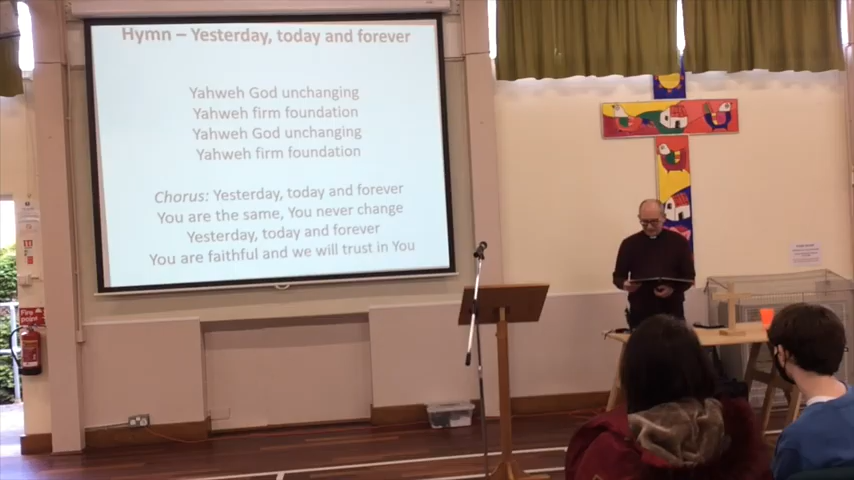 Hymn – Yesterday, today and forever
Yahweh God unchanging
Yahweh firm foundation
Yahweh God unchanging
Yahweh firm foundation
Chorus: Yesterday, today and forever
You are the same, You never change
Yesterday, today and forever
You are faithful and we will trust in You
Fire
point